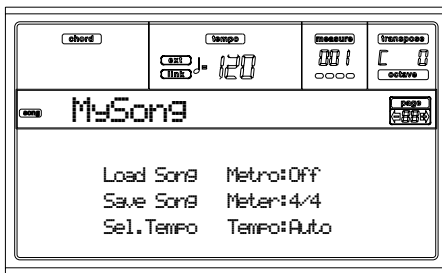 chord tempo measure transpose
ext
link ♩= 120 001 C 0
octave
song MySong page
Load Song Metro:Off
Save Song Meter:4/4
Sel.Tempo Tempo:Auto